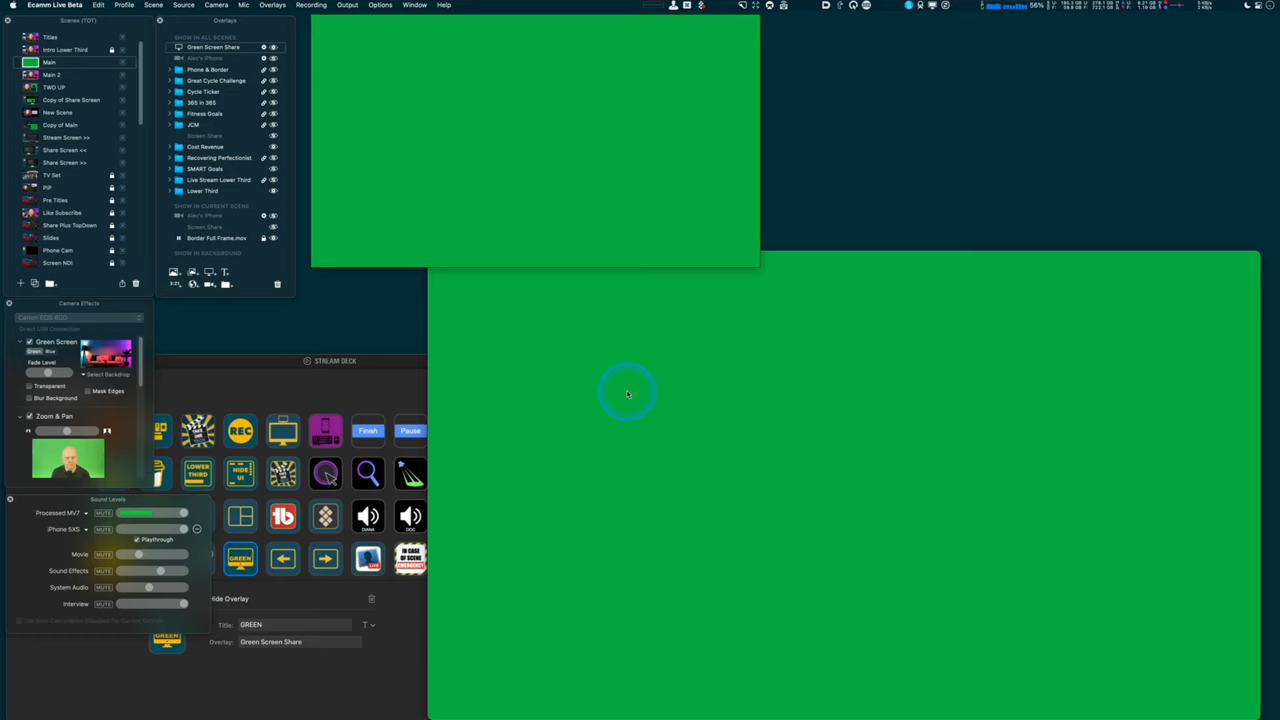 Ecamm Live Beta Edit Mic Video Scene Source Camera Overlays Recording Output Options Window Help
56%
Scenes (TOT)
Titles
Intro Lower Third
Main
Main 2
TWO UP
Copy of Share Screen
New Scene
Copy of Main
Stream Screen >>
Share Screen <<
Share Screen >>
TV Set
PIP
Pre Titles
Like Subscribe
Share Plus TopDown
Slides
Phone Cam
Screen NDI
Overlays
SHOW IN ALL SCENES
Green Screen Share
Alec's iPhone
Phone & Border
Great Cycle Challenge
Cycle Ticker
365 in 365
Fitness Goals
JCM
Screen Share
Cost Revenue
Recovering Perfectionist
SMART Goals
Live Stream Lower Third
Lower Third
SHOW IN CURRENT SCENE
Alec's iPhone
Screen Share
Border Full Frame.mov
SHOW IN BACKGROUND
Camera Effects
Canon EOS 80D
Direct USB Connection
Green Screen
Green Blue
Fade Level
Select Backdrop
Transparent
Mask Edges
Blur Background
Zoom & Pan
Sound Levels
Processed MV7 MUTE
iPhone 5XS MUTE
Playthrough
Movie MUTE
Sound Effects MUTE
System Audio MUTE
Interview MUTE
STREAM DECK
REC
Finish
Pause
LOWER THIRD
HIDE UI
DIANA
DOC
GREEN
LIVE
IN CASE OF SCENE EMERGENCY
Hide Overlay
Title: GREEN
Overlay: Green Screen Share
GREEN